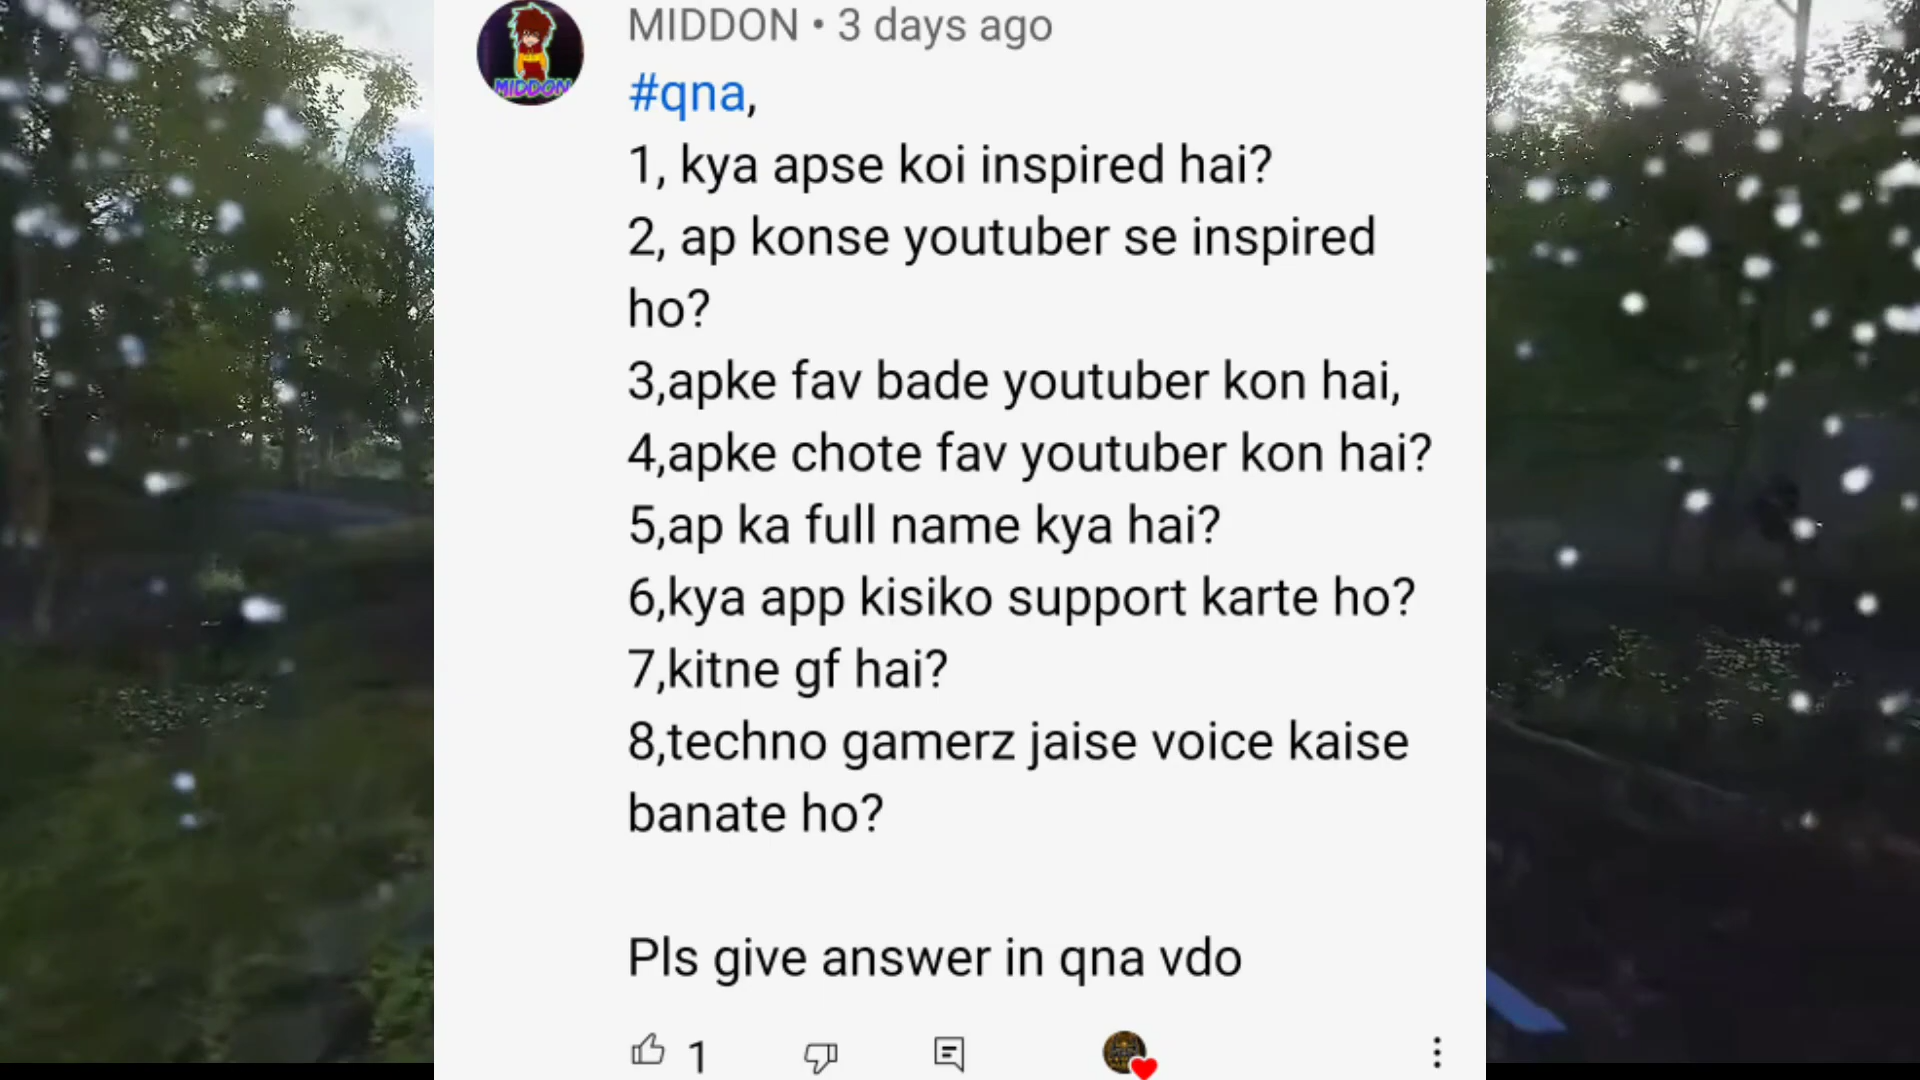 MIDDON • 3 days ago
#qna,
1, kya apse koi inspired hai?
2, ap konse youtuber se inspired
ho?
3,apke fav bade youtuber kon hai,
4,apke chote fav youtuber kon hai?
5,ap ka full name kya hai?
6,kya app kisiko support karte ho?
7,kitne gf hai?
8,techno gamerz jaise voice kaise
banate ho?
Pls give answer in qna vdo
1
MIDDON